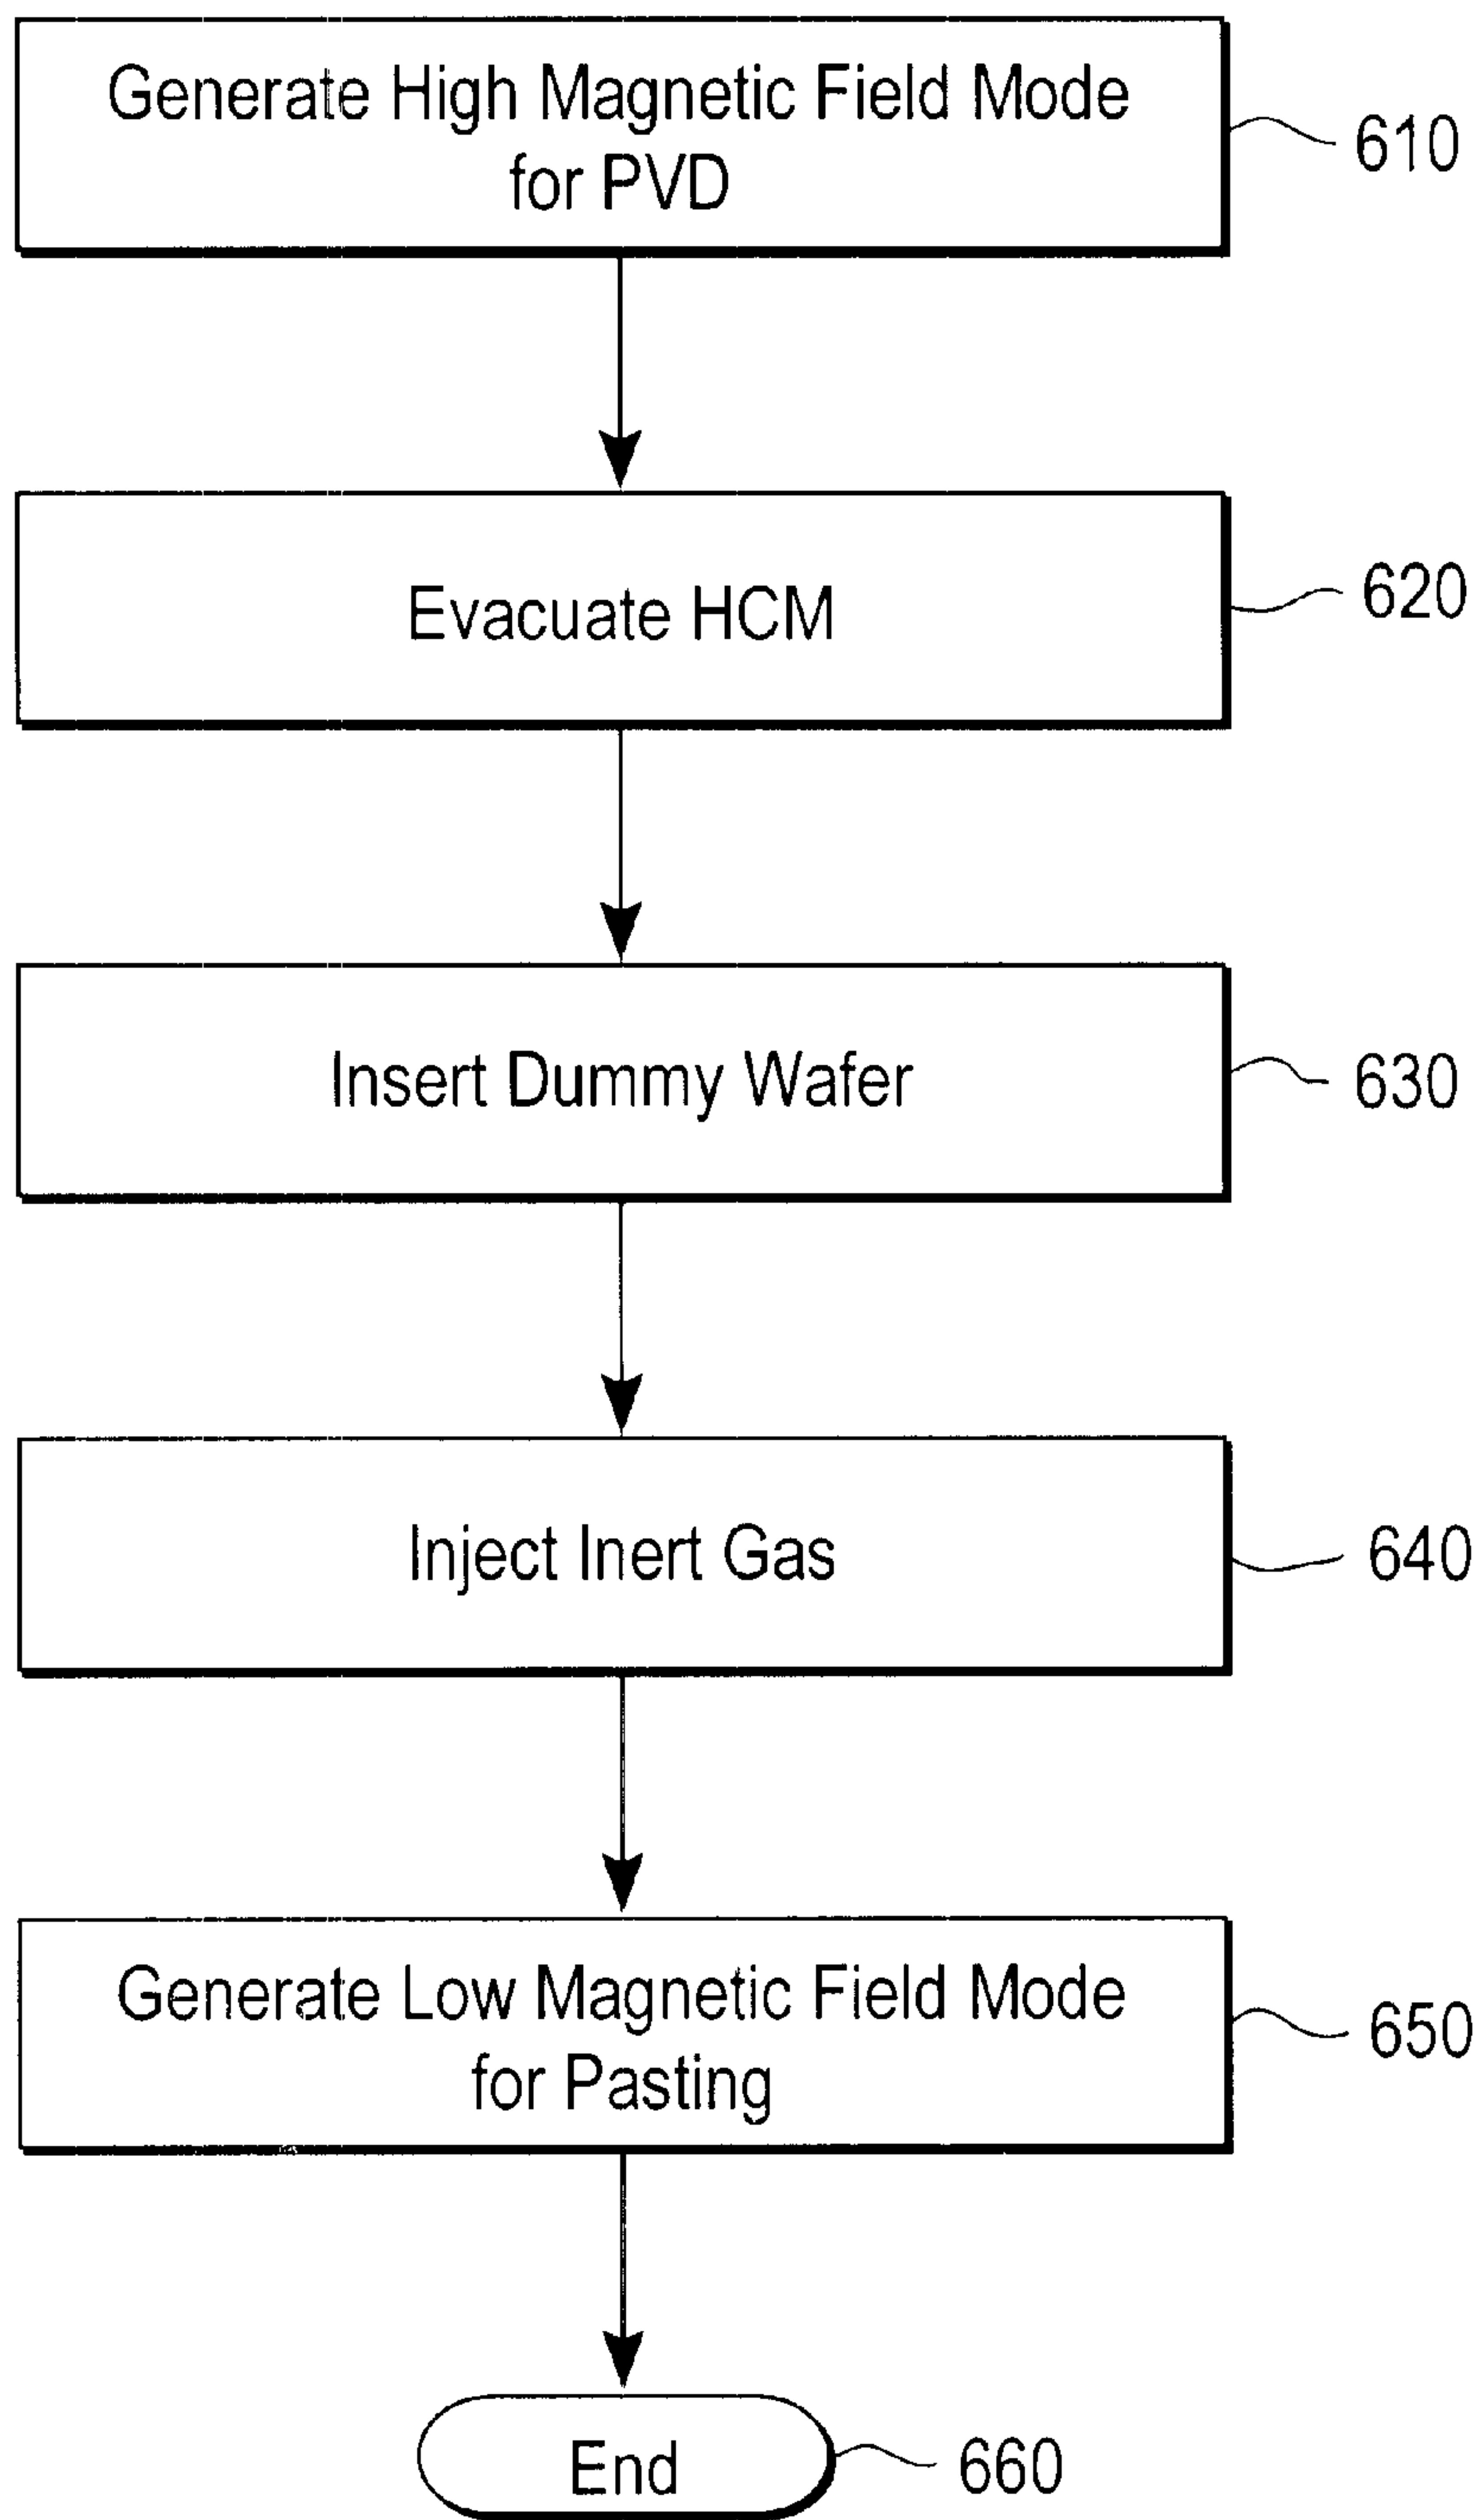 Generate High Magnetic Field Mode
for PVD
610
Evacuate HCM
620
Insert Dummy Wafer
630
Inject Inert Gas
640
Generate Low Magnetic Field Mode
for Pasting
650
End
660